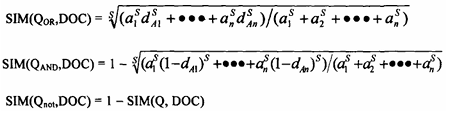 SIM(Q_OR,DOC) = \sqrt[S]{(a_1^S d_{A1}^S + ●●● + a_n^S d_{An}^S)/(a_1^S + a_2^S + ●●● + a_n^S)}
SIM(Q_AND,DOC) = 1 - \sqrt[S]{(a_1^S(1-d_{A1})^S +●●●+a_n^S(1-d_{An})^S)/(a_1^S+a_2^S+●●●+a_n^S)}
SIM(Q_not,DOC) = 1 - SIM(Q, DOC)